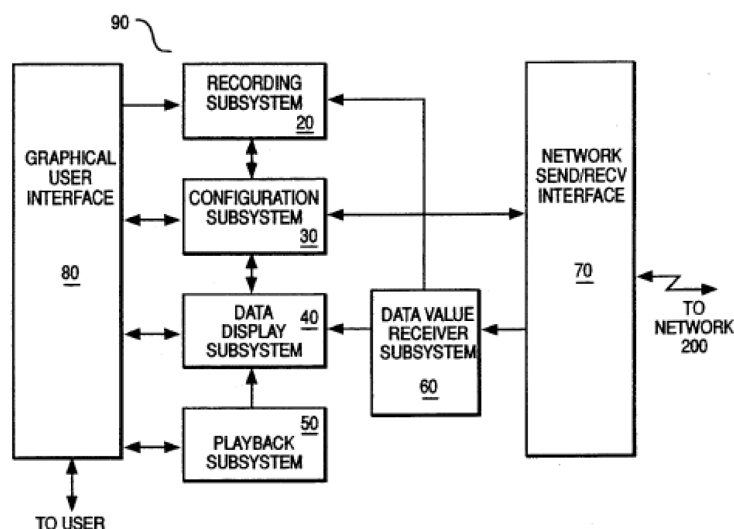 90
RECORDING
SUBSYSTEM
20
GRAPHICAL
USER
INTERFACE
80
CONFIGURATION
SUBSYSTEM
30
NETWORK
SEND/RECV
INTERFACE
70
DATA
DISPLAY
SUBSYSTEM
40
DATA VALUE
RECEIVER
SUBSYSTEM
60
TO
NETWORK
200
PLAYBACK
SUBSYSTEM
50
TO USER